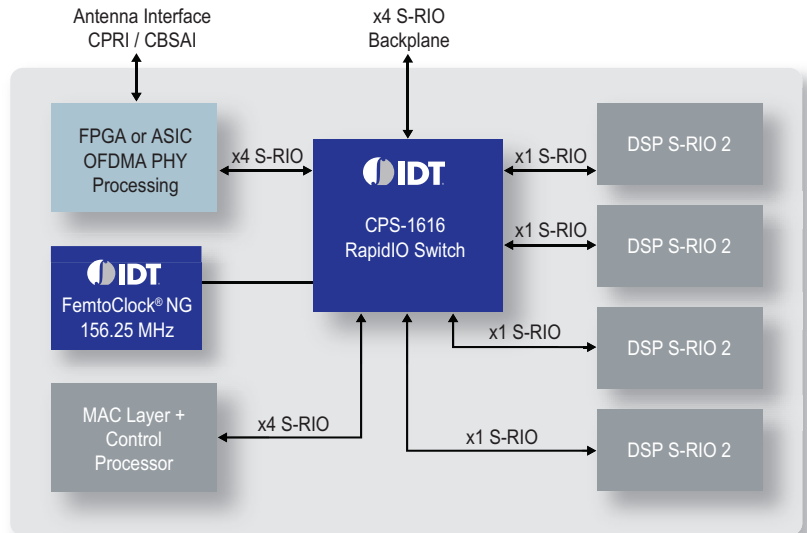 Antenna Interface
CPRI / CBSAI
x4 S-RIO
Backplane
FPGA or ASIC
OFDMA PHY
Processing
x4 S-RIO
IDT
CPS-1616
RapidIO Switch
x1 S-RIO
DSP S-RIO 2
x1 S-RIO
DSP S-RIO 2
IDT
FemtoClock® NG
156.25 MHz
x1 S-RIO
DSP S-RIO 2
MAC Layer +
Control
Processor
x4 S-RIO
x1 S-RIO
DSP S-RIO 2